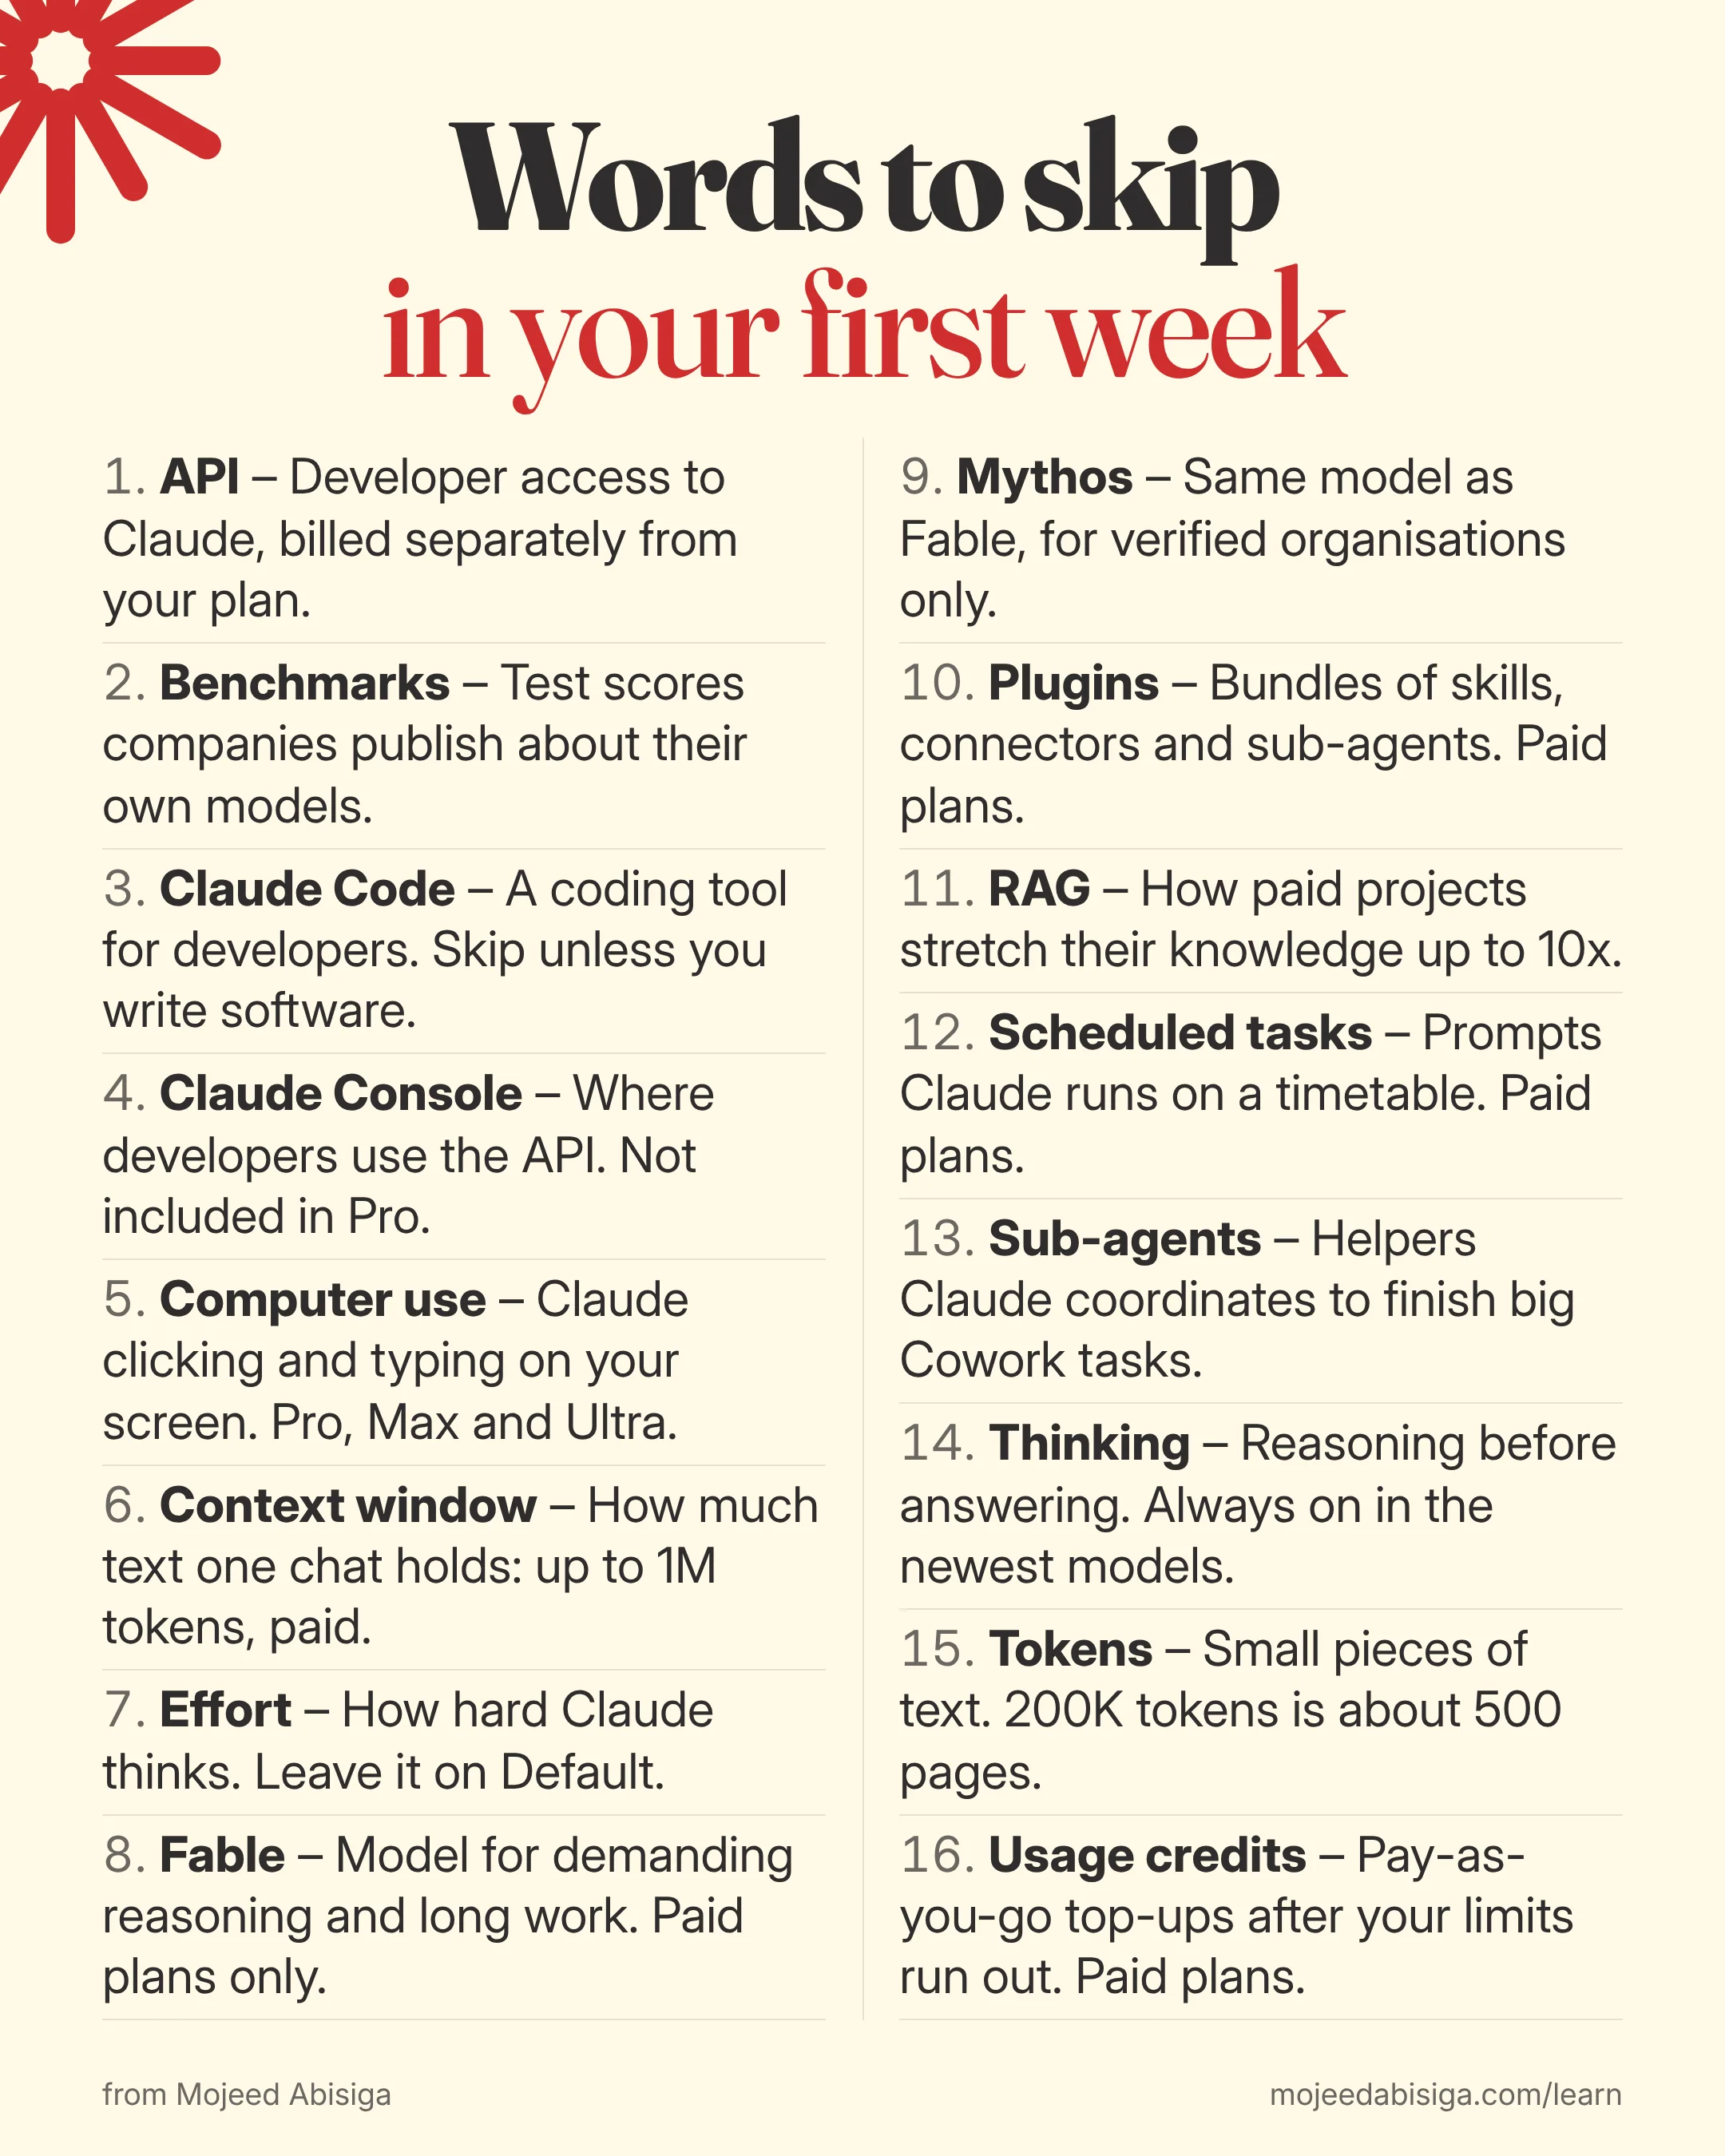 Words to skip
in your first week
1. API – Developer access to
Claude, billed separately from
your plan.
2. Benchmarks – Test scores
companies publish about their
own models.
3. Claude Code – A coding tool
for developers. Skip unless you
write software.
4. Claude Console – Where
developers use the API. Not
included in Pro.
5. Computer use – Claude
clicking and typing on your
screen. Pro, Max and Ultra.
6. Context window – How much
text one chat holds: up to 1M
tokens, paid.
7. Effort – How hard Claude
thinks. Leave it on Default.
8. Fable – Model for demanding
reasoning and long work. Paid
plans only.
9. Mythos – Same model as
Fable, for verified organisations
only.
10. Plugins – Bundles of skills,
connectors and sub-agents. Paid
plans.
11. RAG – How paid projects
stretch their knowledge up to 10x.
12. Scheduled tasks – Prompts
Claude runs on a timetable. Paid
plans.
13. Sub-agents – Helpers
Claude coordinates to finish big
Cowork tasks.
14. Thinking – Reasoning before
answering. Always on in the
newest models.
15. Tokens – Small pieces of
text. 200K tokens is about 500
pages.
16. Usage credits – Pay-as-
you-go top-ups after your limits
run out. Paid plans.
from Mojeed Abisiga
mojeedabisiga.com/learn